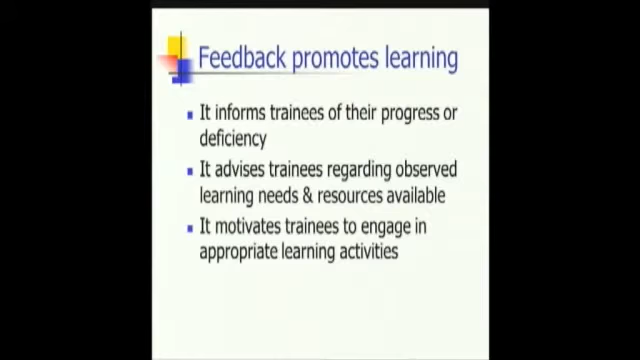 Feedback promotes learning
It informs trainees of their progress or
deficiency
It advises trainees regarding observed
learning needs & resources available
It motivates trainees to engage in
appropriate learning activities